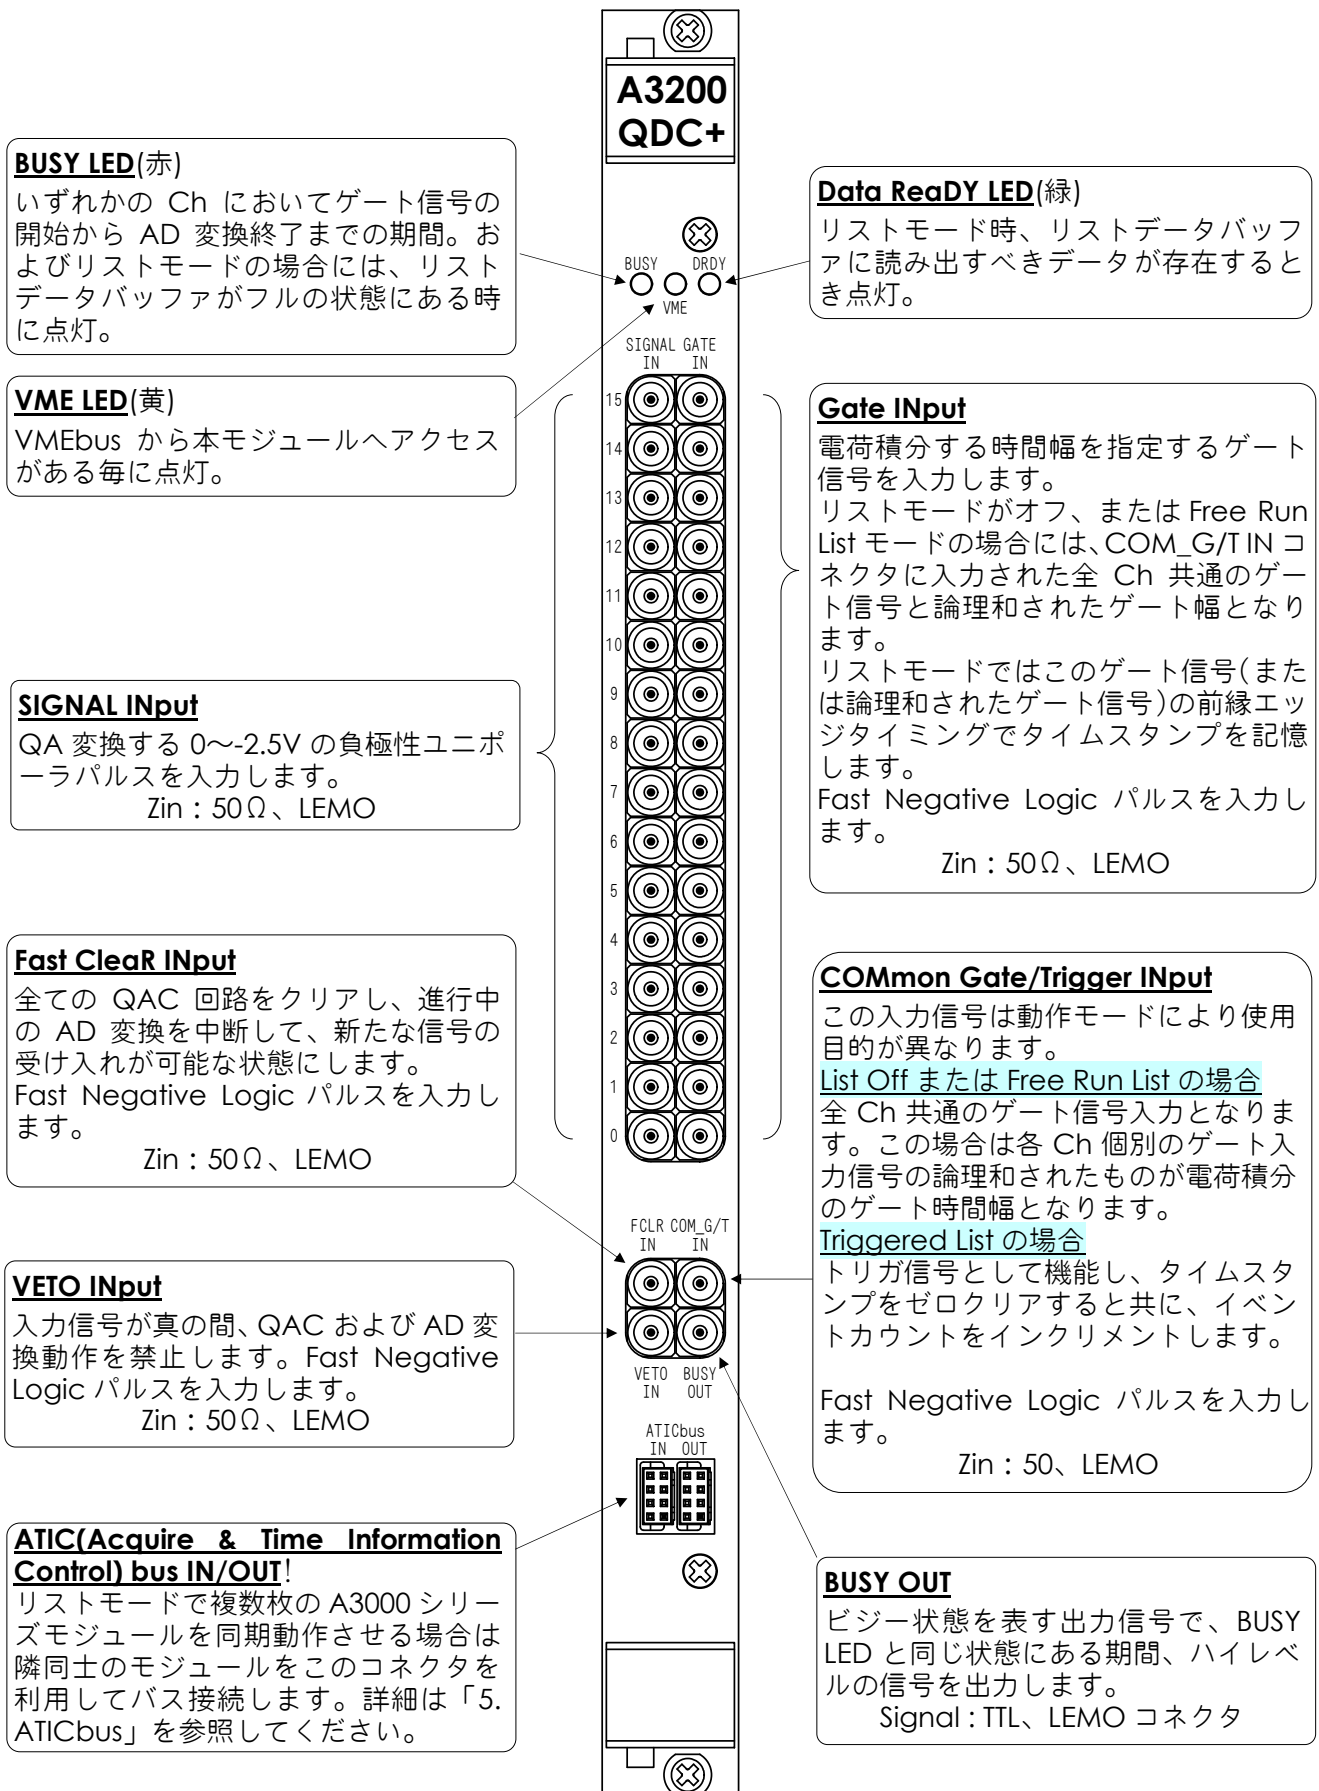 A3200
QDC+
BUSY LED(赤)
いずれかの Ch においてゲート信号の
開始から AD 変換終了までの期間。お
よびリストモードの場合には、リスト
データバッファがフルの状態にある時
に点灯。
VME LED(黄)
VMEbus から本モジュールへアクセス
がある毎に点灯。
SIGNAL INput
QA 変換する 0～-2.5V の負極性ユニポ
ーラパルスを入力します。
Zin：50Ω、LEMO
Fast CleaR INput
全ての QAC 回路をクリアし、進行中
の AD 変換を中断して、新たな信号の
受け入れが可能な状態にします。
Fast Negative Logic パルスを入力し
ます。
Zin：50Ω、LEMO
VETO INput
入力信号が真の間、QAC および AD 変
換動作を禁止します。Fast Negative
Logic パルスを入力します。
Zin：50Ω、LEMO
ATIC(Acquire & Time Information
Control) bus IN/OUT!
リストモードで複数枚の A3000 シリー
ズモジュールを同期動作させる場合は
隣同士のモジュールをこのコネクタを
利用してバス接続します。詳細は「5.
ATICbus」を参照してください。
BUSY DRDY
VME
SIGNAL GATE
IN IN
15
14
13
12
11
10
9
8
7
6
5
4
3
2
1
0
FCLR COM_G/T
IN IN
VETO BUSY
IN OUT
ATICbus
IN OUT
Data ReaDY LED(緑)
リストモード時、リストデータバッフ
ァに読み出すべきデータが存在すると
き点灯。
Gate INput
電荷積分する時間幅を指定するゲート
信号を入力します。
リストモードがオフ、または Free Run
List モードの場合には、COM_G/T IN コ
ネクタに入力された全 Ch 共通のゲー
ト信号と論理和されたゲート幅となり
ます。
リストモードではこのゲート信号(また
は論理和されたゲート信号)の前縁エッ
ジタイミングでタイムスタンプを記憶
します。
Fast Negative Logic パルスを入力し
ます。
Zin：50Ω、LEMO
COMmon Gate/Trigger INput
この入力信号は動作モードにより使用
目的が異なります。
List Off または Free Run List の場合
全 Ch 共通のゲート信号入力となりま
す。この場合は各 Ch 個別のゲート入
力信号の論理和されたものが電荷積分
のゲート時間幅となります。
Triggered List の場合
トリガ信号として機能し、タイムスタ
ンプをゼロクリアすると共に、イベン
トカウントをインクリメントします。
Fast Negative Logic パルスを入力し
ます。
Zin：50、LEMO
BUSY OUT
ビジー状態を表す出力信号で、BUSY
LED と同じ状態にある期間、ハイレベ
ルの信号を出力します。
Signal：TTL、LEMO コネクタ